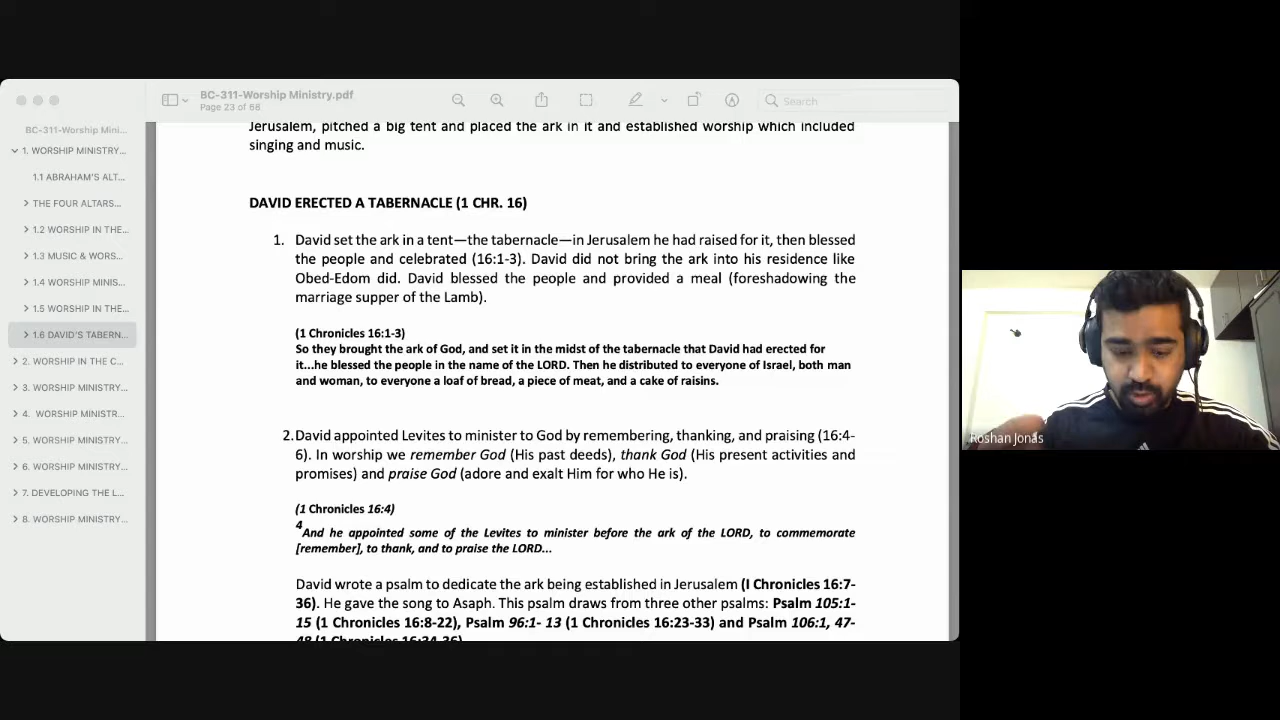 BC-311-Worship Ministry.pdf
Page 23 of 68
Search
BC-311-Worship Mini...
1. WORSHIP MINISTRY...
1.1 ABRAHAM'S ALT...
THE FOUR ALTARS...
1.2 WORSHIP IN THE...
1.3 MUSIC & WORS...
1.4 WORSHIP MINIS...
1.5 WORSHIP IN THE...
1.6 DAVID'S TABERN...
2. WORSHIP IN THE C...
3. WORSHIP MINISTRY...
4. WORSHIP MINISTR...
5. WORSHIP MINISTRY...
6. WORSHIP MINISTRY...
7. DEVELOPING THE L...
8. WORSHIP MINISTRY...
Jerusalem, pitched a big tent and placed the ark in it and established worship which included
singing and music.
DAVID ERECTED A TABERNACLE (1 CHR. 16)
1. David set the ark in a tent—the tabernacle—in Jerusalem he had raised for it, then blessed
the people and celebrated (16:1-3). David did not bring the ark into his residence like
Obed-Edom did. David blessed the people and provided a meal (foreshadowing the
marriage supper of the Lamb).
(1 Chronicles 16:1-3)
So they brought the ark of God, and set it in the midst of the tabernacle that David had erected for
it...he blessed the people in the name of the LORD. Then he distributed to everyone of Israel, both man
and woman, to everyone a loaf of bread, a piece of meat, and a cake of raisins.
2.David appointed Levites to minister to God by remembering, thanking, and praising (16:4-
6). In worship we remember God (His past deeds), thank God (His present activities and
promises) and praise God (adore and exalt Him for who He is).
(1 Chronicles 16:4)
4And he appointed some of the Levites to minister before the ark of the LORD, to commemorate
[remember], to thank, and to praise the LORD...
David wrote a psalm to dedicate the ark being established in Jerusalem (I Chronicles 16:7-
36). He gave the song to Asaph. This psalm draws from three other psalms: Psalm 105:1-
15 (1 Chronicles 16:8-22), Psalm 96:1- 13 (1 Chronicles 16:23-33) and Psalm 106:1, 47-
48 (1 Chronicles 16:34-36).
Roshan Jonas